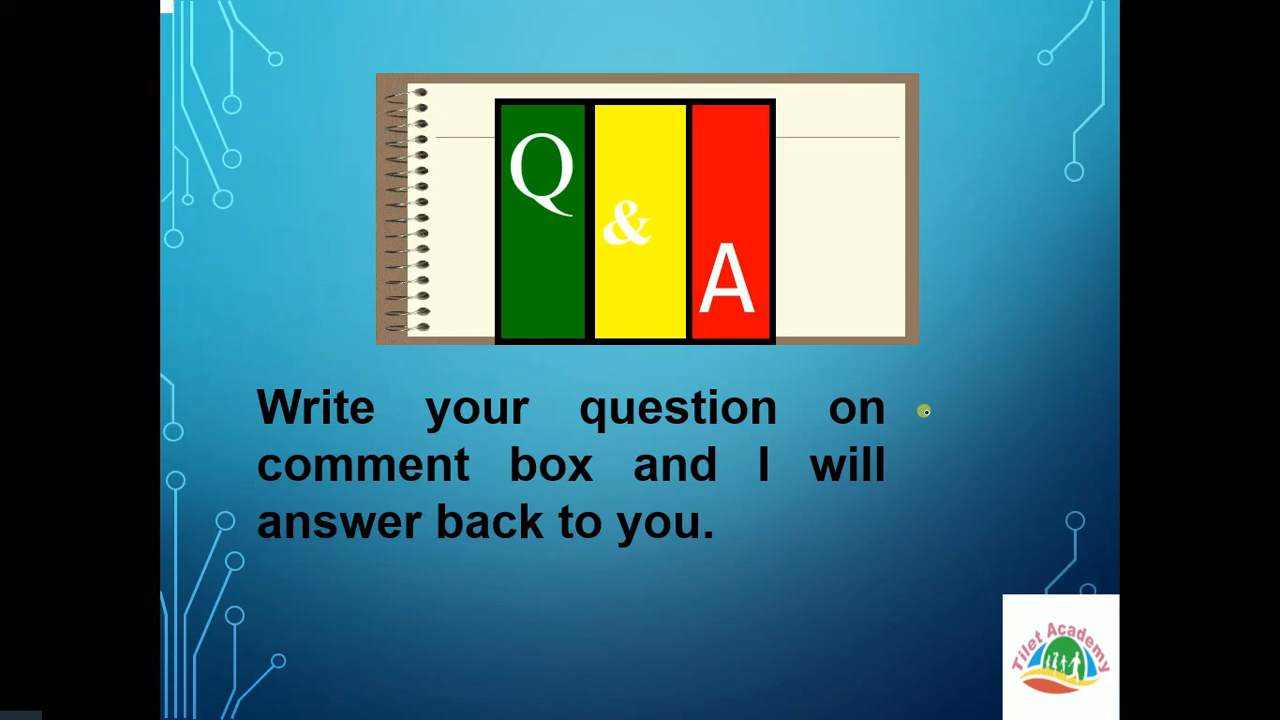 Q
&
A
Write your question on
comment box and I will
answer back to you.
Tilet Academy